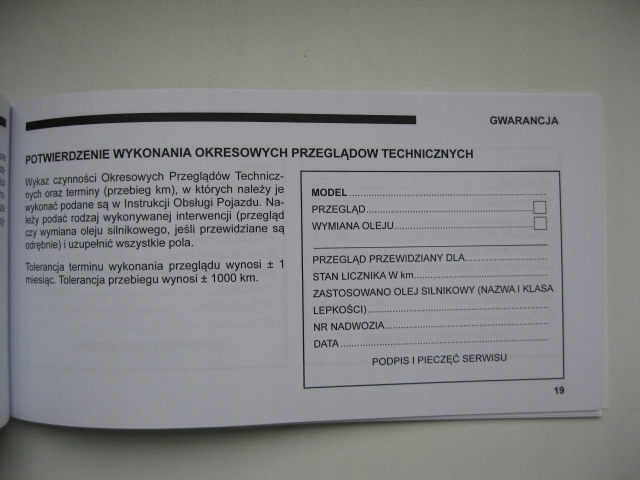 GWARANCJA
POTWIERDZENIE WYKONANIA OKRESOWYCH PRZEGLĄDOW TECHNICZNYCH
Wykaz czynności Okresowych Przeglądów Technicz-
nych oraz terminy (przebieg km), w których należy je
wykonać podane są w Instrukcji Obsługi Pojazdu. Na-
leży podać rodzaj wykonywanej interwencji (przegląd
czy wymiana oleju silnikowego, jeśli przewidziane są
odrębnie) i uzupełnić wszystkie pola.
Tolerancja terminu wykonania przeglądu wynosi ± 1
miesiąc. Tolerancja przebiegu wynosi ± 1000 km.
MODEL
PRZEGLĄD
WYMIANA OLEJU
PRZEGLĄD PRZEWIDZIANY DLA
STAN LICZNIKA W km
ZASTOSOWANO OLEJ SILNIKOWY (NAZWA I KLASA
LEPKOŚCI)
NR NADWOZIA
DATA
PODPIS I PIECZĘĆ SERWISU
19